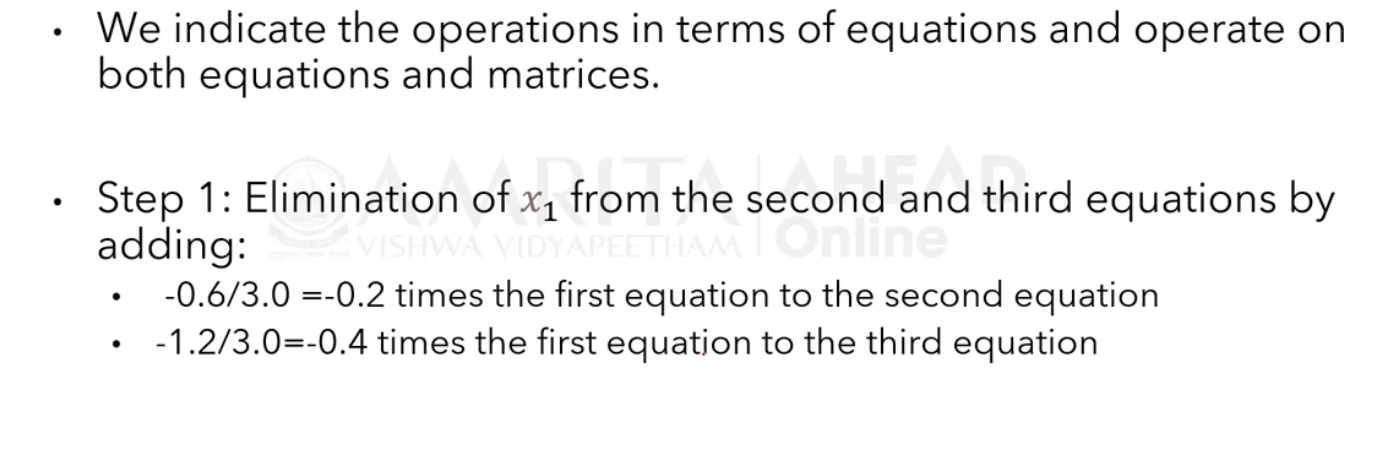 • We indicate the operations in terms of equations and operate on
both equations and matrices.
AMRITA AHEAD
• Step 1: Elimination of x₁ from the second and third equations by
adding:
VISHWA VIDYAPEETHAM Online
• -0.6/3.0 =-0.2 times the first equation to the second equation
• -1.2/3.0=-0.4 times the first equation to the third equation